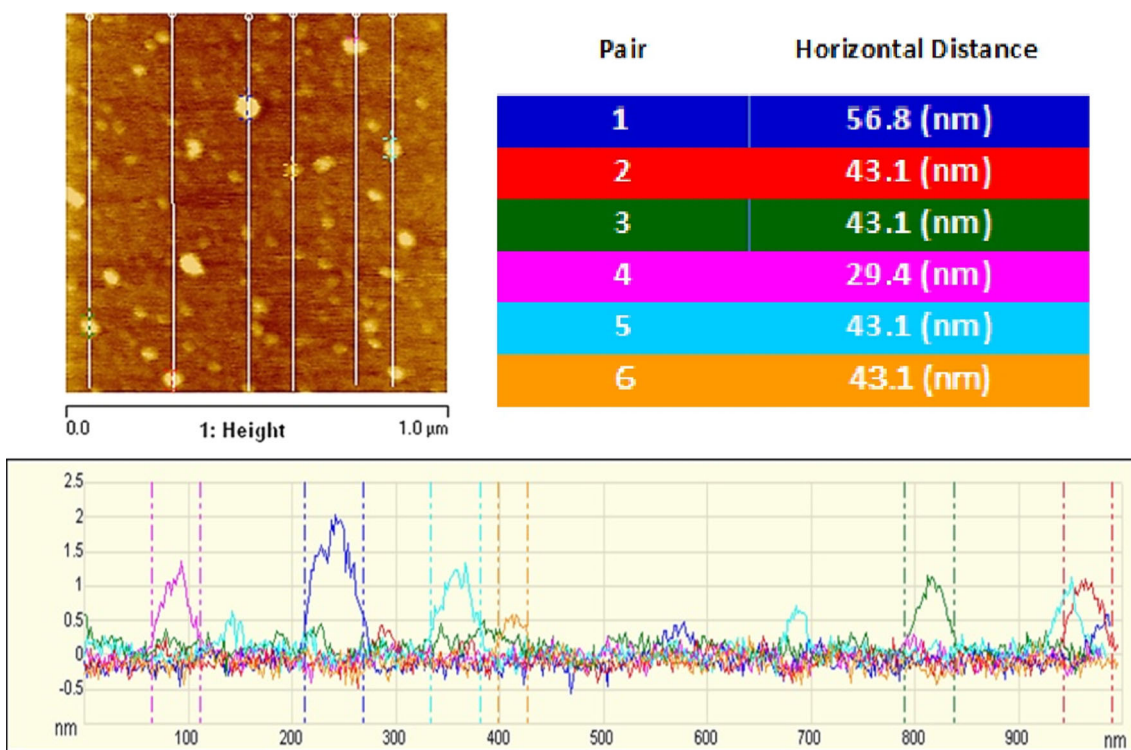 Pair Horizontal Distance
1 56.8 (nm)
2 43.1 (nm)
3 43.1 (nm)
4 29.4 (nm)
5 43.1 (nm)
6 43.1 (nm)
0.0 1: Height 1.0 µm
2.5
2
1.5
1
0.5
0
-0.5
nm 100 200 300 400 500 600 700 800 900 nm